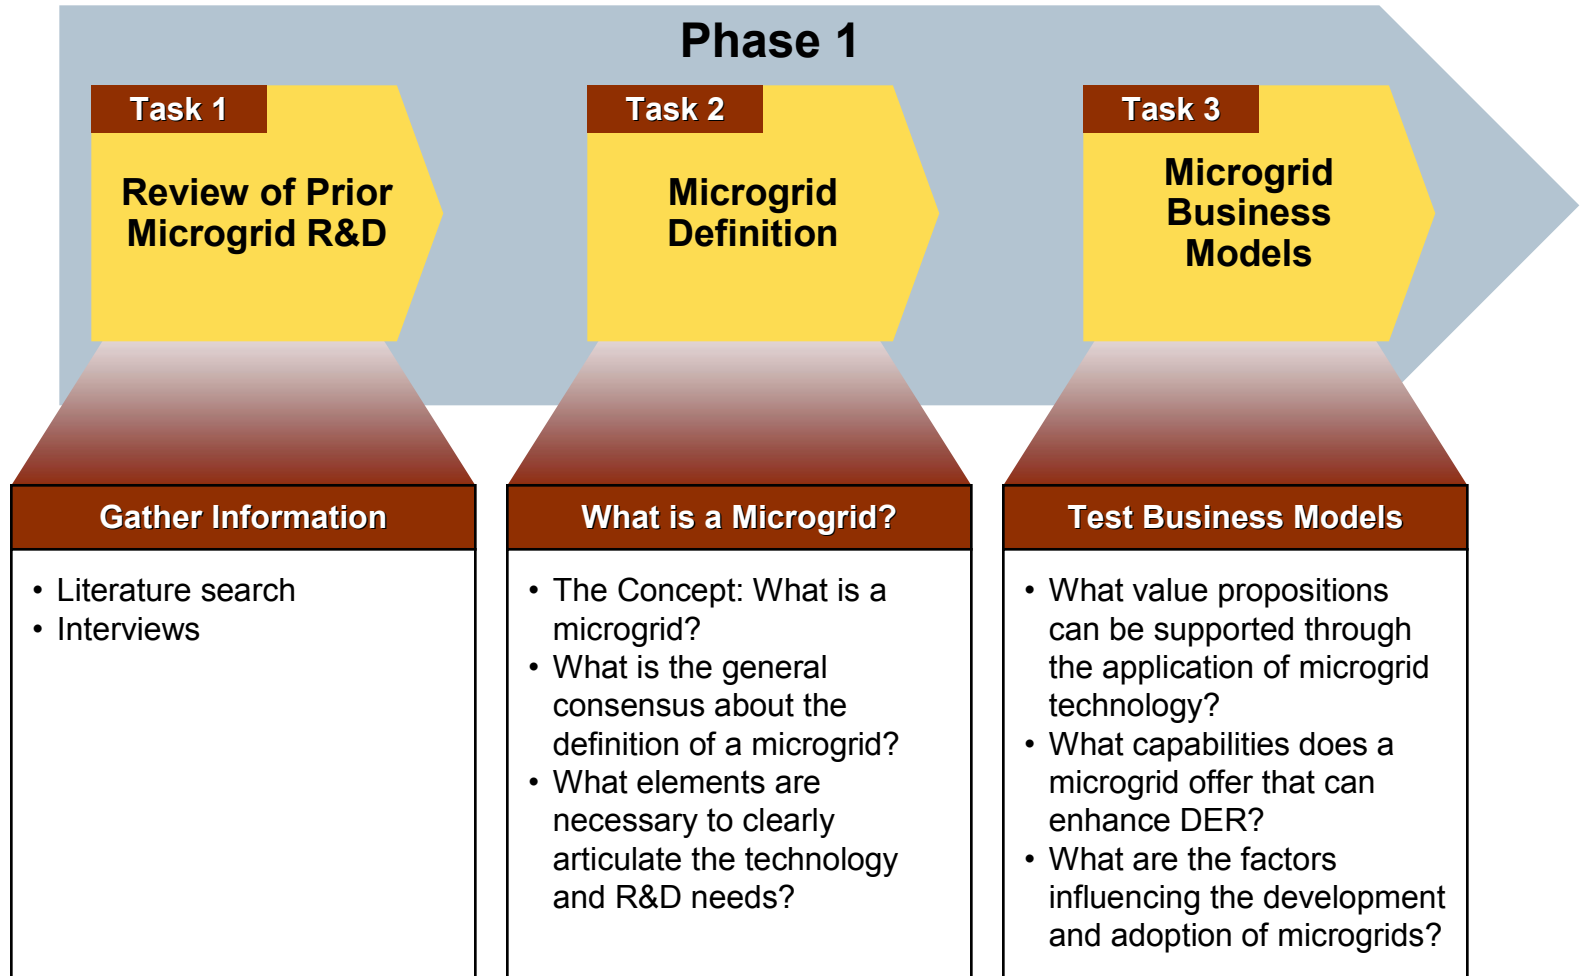 Phase 1
Task 1
Review of Prior
Microgrid R&D
Task 2
Microgrid
Definition
Task 3
Microgrid
Business
Models
Gather Information
• Literature search
• Interviews
What is a Microgrid?
• The Concept: What is a
microgrid?
• What is the general
consensus about the
definition of a microgrid?
• What elements are
necessary to clearly
articulate the technology
and R&D needs?
Test Business Models
• What value propositions
can be supported through
the application of microgrid
technology?
• What capabilities does a
microgrid offer that can
enhance DER?
• What are the factors
influencing the development
and adoption of microgrids?